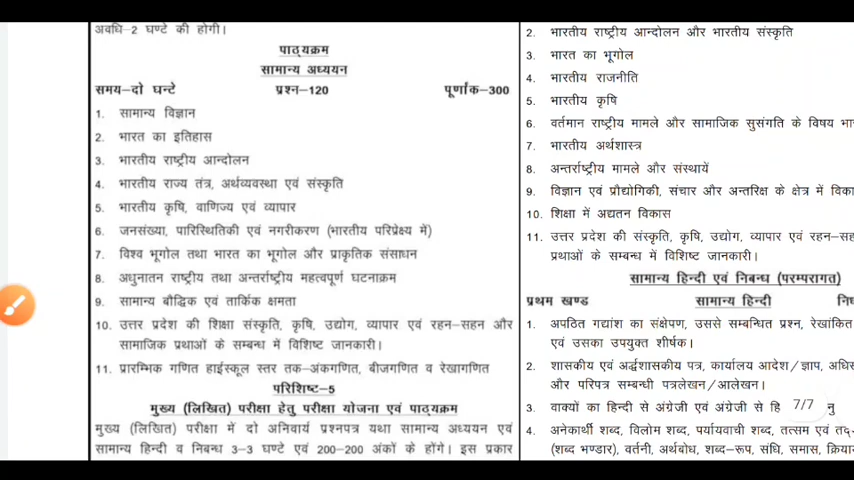 अवधि-2 घण्टे की होगी।
पाठ्यक्रम
सामान्य अध्ययन
समय-दो घन्टे प्रश्न-120 पूर्णांक-300
1. सामान्य विज्ञान
2. भारत का इतिहास
3. भारतीय राष्ट्रीय आन्दोलन
4. भारतीय राज्य तंत्र, अर्थव्यवस्था एवं संस्कृति
5. भारतीय कृषि, वाणिज्य एवं व्यापार
6. जनसंख्या, पारिस्थितिकी एवं नगरीकरण (भारतीय परिप्रेक्ष्य में)
7. विश्व भूगोल तथा भारत का भूगोल और प्राकृतिक संसाधन
8. अधुनातन राष्ट्रीय तथा अन्तर्राष्ट्रीय महत्वपूर्ण घटनाक्रम
9. सामान्य बौद्धिक एवं तार्किक क्षमता
10. उत्तर प्रदेश की शिक्षा संस्कृति, कृषि, उद्योग, व्यापार एवं रहन-सहन और
सामाजिक प्रथाओं के सम्बन्ध में विशिष्ट जानकारी।
11. प्रारम्भिक गणित हाईस्कूल स्तर तक-अंकगणित, बीजगणित व रेखागणित
परिशिष्ट-5
मुख्य (लिखित) परीक्षा हेतु परीक्षा योजना एवं पाठ्यक्रम
मुख्य (लिखित) परीक्षा में दो अनिवार्य प्रश्नपत्र यथा सामान्य अध्ययन एवं
सामान्य हिन्दी व निबन्ध 3-3 घण्टे एवं 200-200 अंकों के होंगे। इस प्रकार
2. भारतीय राष्ट्रीय आन्दोलन और भारतीय संस्कृति
3. भारत का भूगोल
4. भारतीय राजनीति
5. भारतीय कृषि
6. वर्तमान राष्ट्रीय मामले और सामाजिक सुसंगति के विषय
7. भारतीय अर्थशास्त्र
8. अन्तर्राष्ट्रीय मामले और संस्थायें
9. विज्ञान एवं प्रौद्योगिकी, संचार और अन्तरिक्ष के क्षेत्र में
10. शिक्षा में अद्यतन विकास
11. उत्तर प्रदेश की संस्कृति, कृषि, उद्योग, व्यापार एवं
प्रथाओं के सम्बन्ध में विशिष्ट जानकारी।
सामान्य हिन्दी एवं निबन्ध (परम्परागत)
प्रथम खण्ड सामान्य हिन्दी
1. अपठित गद्यांश का संक्षेपण, उससे सम्बन्धित प्रश्न, रेखांकित
एवं उसका उपयुक्त शीर्षक।
2. शासकीय एवं अर्द्धशासकीय पत्र, कार्यालय आदेश/ज्ञाप,
और परिपत्र सम्बन्धी पत्रलेखन/आलेखन।
3. वाक्यों का हिन्दी से अंग्रेजी एवं अंग्रेजी से 7/7
4. अनेकार्थी शब्द, विलोम शब्द, पर्यायवाची शब्द, तत्सम एवं
(शब्द भण्डार), वर्तनी, अर्थबोध, शब्द-रूप, संधि, समास,